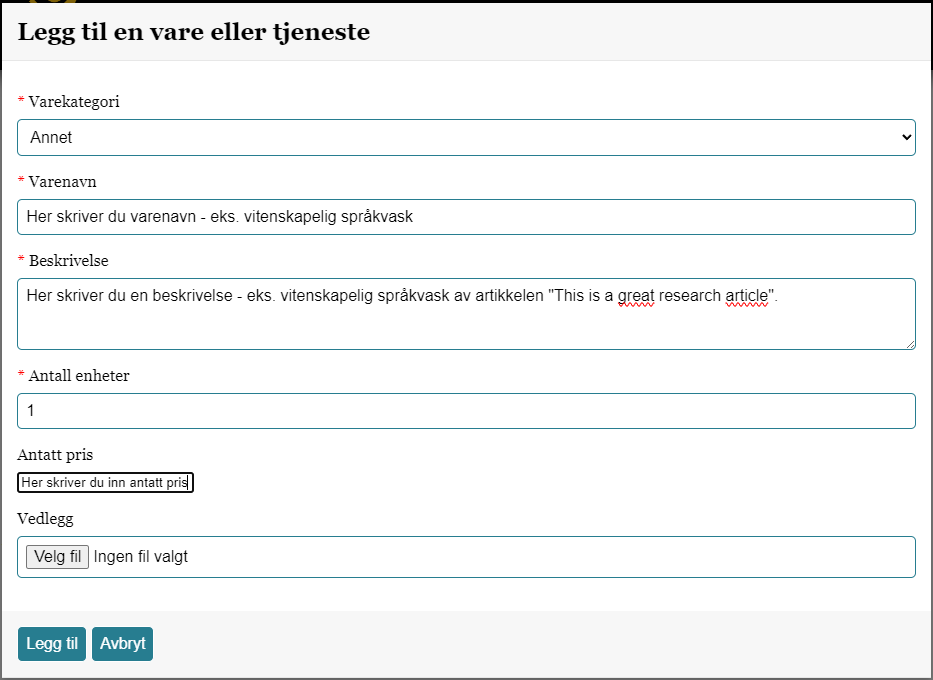 Legg til en vare eller tjeneste
* Varekategori
Annet
* Varenavn
Her skriver du varenavn - eks. vitenskapelig språkvask
* Beskrivelse
Her skriver du en beskrivelse - eks. vitenskapelig språkvask av artikkelen "This is a great research article".
* Antall enheter
1
Antatt pris
Her skriver du inn antatt pris
Vedlegg
Velg fil Ingen fil valgt
Legg til Avbryt